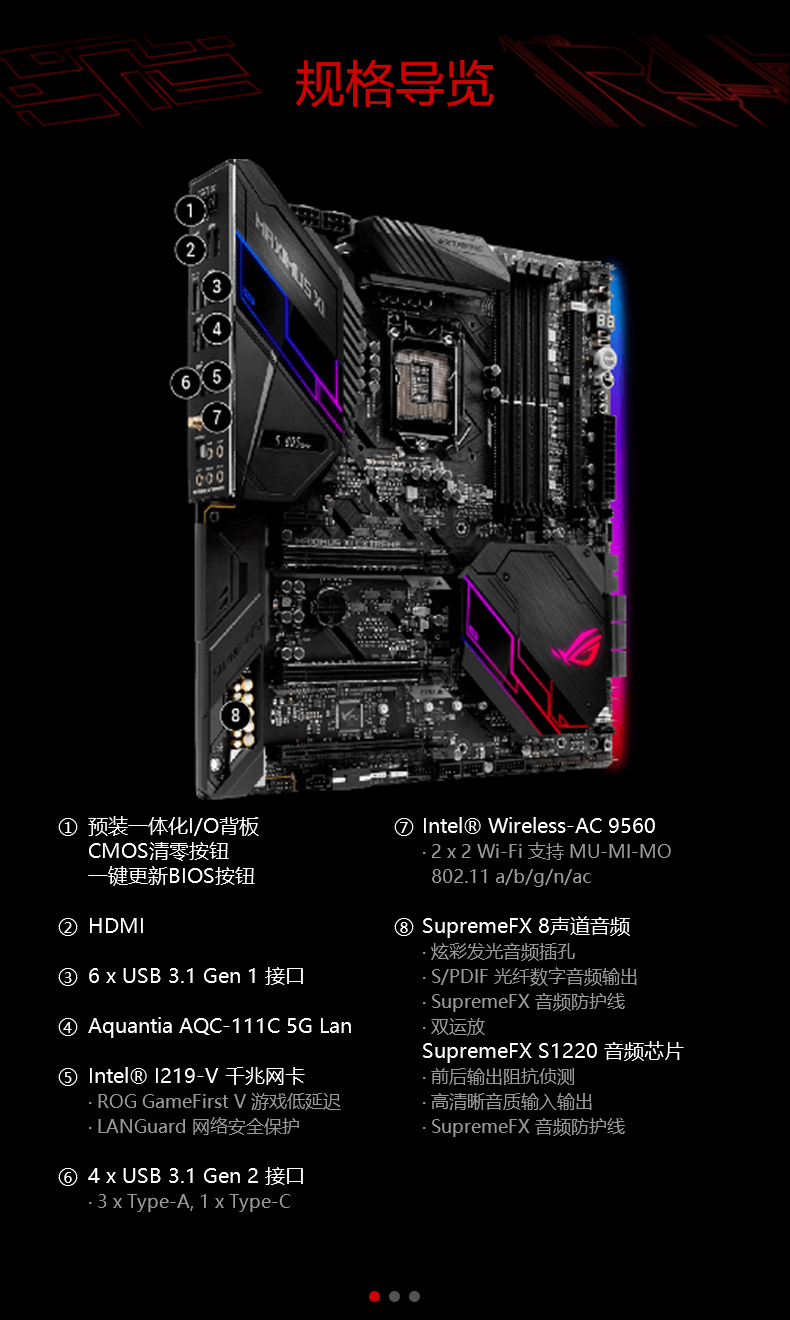 规格导览
1
2
3
4
6
5
7
MAXIMUS XI
EXTREME
MAXIMUS XI EXTREME
SUPREMEFX
8
① 预装一体化I/O背板
CMOS清零按钮
一键更新BIOS按钮
② HDMI
③ 6 x USB 3.1 Gen 1 接口
④ Aquantia AQC-111C 5G Lan
⑤ Intel® I219-V 千兆网卡
· ROG GameFirst V 游戏低延迟
· LANGuard 网络安全保护
⑥ 4 x USB 3.1 Gen 2 接口
· 3 x Type-A, 1 x Type-C
⑦ Intel® Wireless-AC 9560
· 2 x 2 Wi-Fi 支持 MU-MI-MO
802.11 a/b/g/n/ac
⑧ SupremeFX 8声道音频
· 炫彩发光音频插孔
· S/PDIF 光纤数字音频输出
· SupremeFX 音频防护线
· 双运放
SupremeFX S1220 音频芯片
· 前后输出阻抗侦测
· 高清晰音质输入输出
· SupremeFX 音频防护线